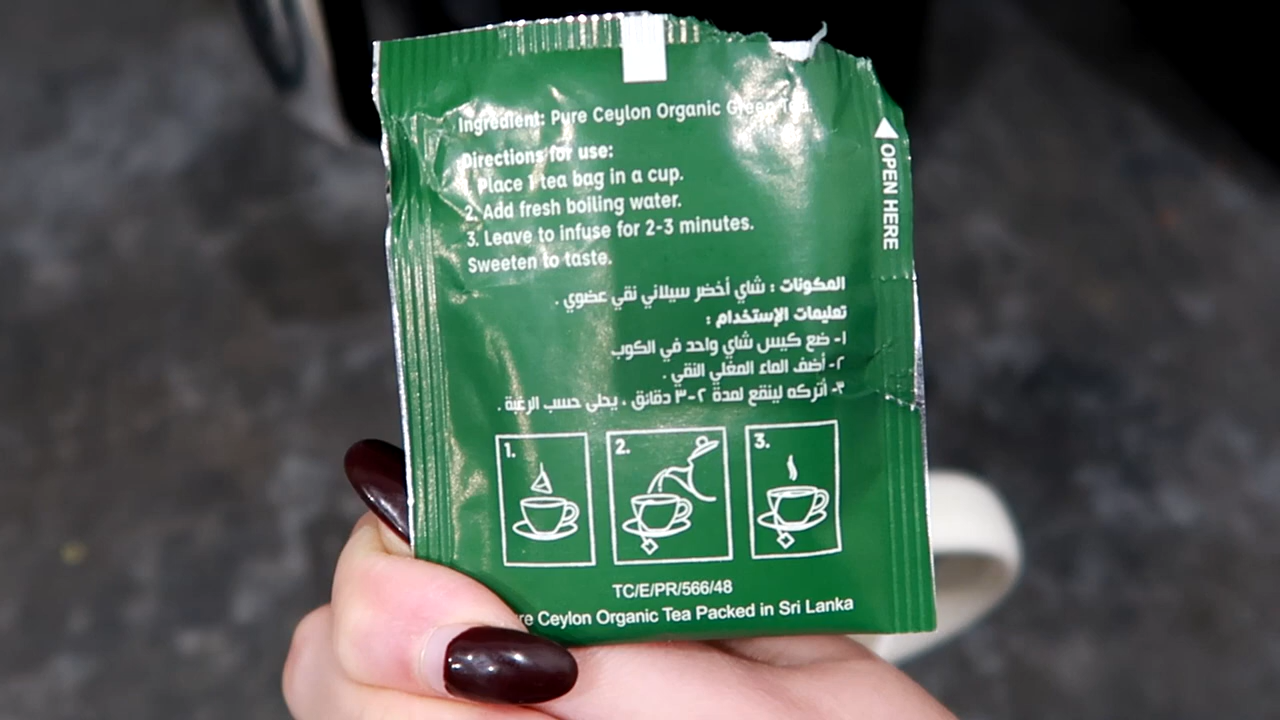 Ingredient: Pure Ceylon Organic Green Tea.
Directions for use:
1. Place 1 tea bag in a cup.
2. Add fresh boiling water.
3. Leave to infuse for 2-3 minutes.
Sweeten to taste.
OPEN HERE
المكونات : شاي أخضر سيلاني نقي عضوي .
تعليمات الإستخدام :
١- ضع كيس شاي واحد في الكوب
٢- أضف الماء المغلي النقي .
٣- أتركه لينقع لمدة ٢-٣ دقائق ، يحلى حسب الرغبة .
1.
2.
3.
TC/E/PR/566/48
Ceylon Organic Tea Packed in Sri Lanka